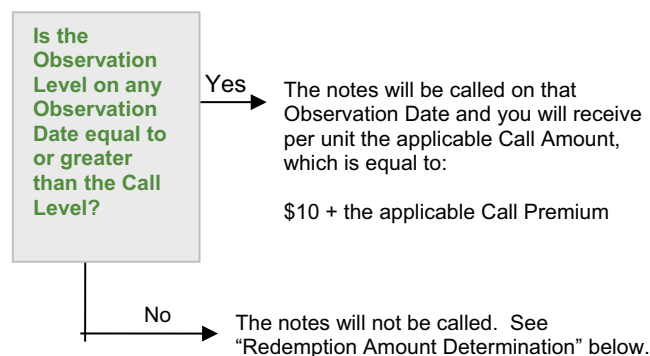 Is the
Observation
Level on any
Observation
Date equal to
or greater
than the Call
Level?
Yes
The notes will be called on that
Observation Date and you will receive
per unit the applicable Call Amount,
which is equal to:
$10 + the applicable Call Premium
No
The notes will not be called.  See
“Redemption Amount Determination” below.